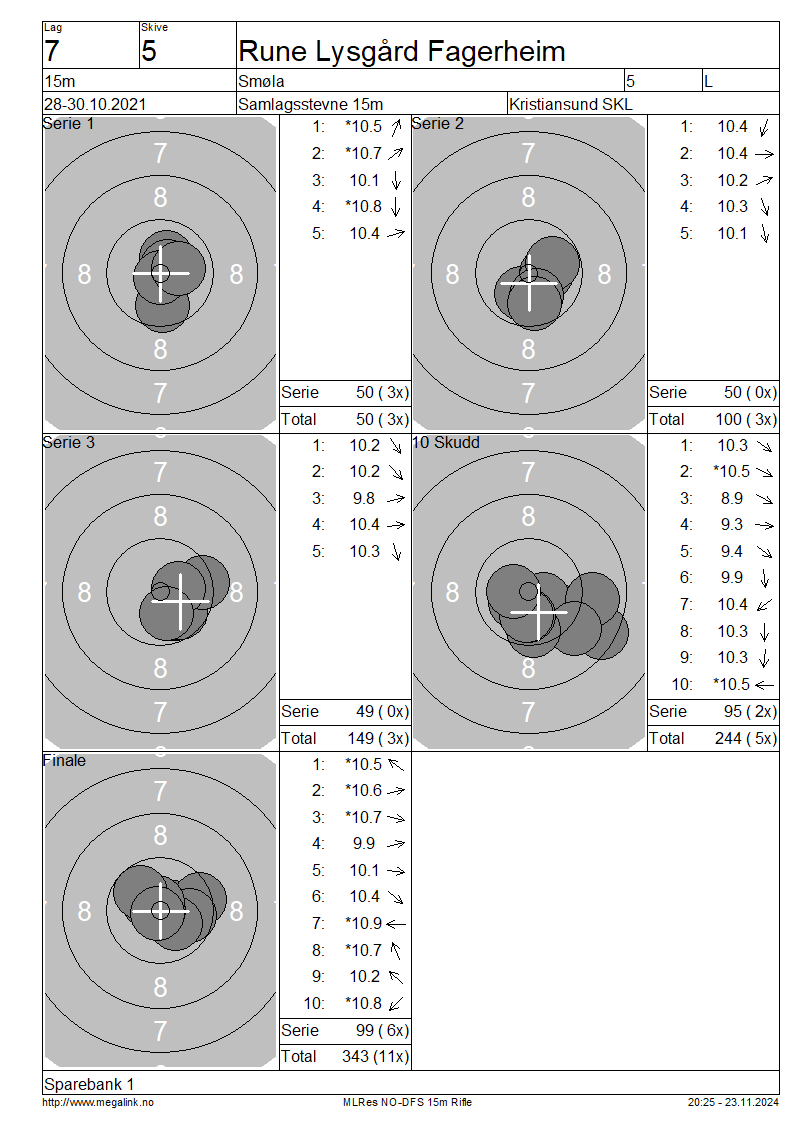 Lag Skive
7 5 Rune Lysgård Fagerheim
15m Smøla 5 L
28-30.10.2021 Samlagsstevne 15m Kristiansund SKL
Serie 1
7
8
8 8
8
7
1: *10.5
2: *10.7
3: 10.1
4: *10.8
5: 10.4
Serie 50 ( 3x)
Total 50 ( 3x)
Serie 2
7
8
8 8
8
7
1: 10.4
2: 10.4
3: 10.2
4: 10.3
5: 10.1
Serie 50 ( 0x)
Total 100 ( 3x)
Serie 3
7
8
8 8
8
7
1: 10.2
2: 10.2
3: 9.8
4: 10.4
5: 10.3
Serie 49 ( 0x)
Total 149 ( 3x)
10 Skudd
7
8
8
8
7
1: 10.3
2: *10.5
3: 8.9
4: 9.3
5: 9.4
6: 9.9
7: 10.4
8: 10.3
9: 10.3
10: *10.5
Serie 95 ( 2x)
Total 244 ( 5x)
Finale
7
8
8 8
8
7
1: *10.5
2: *10.6
3: *10.7
4: 9.9
5: 10.1
6: 10.4
7: *10.9
8: *10.7
9: 10.2
10: *10.8
Serie 99 ( 6x)
Total 343 (11x)
Sparebank 1
http://www.megalink.no MLRes NO-DFS 15m Rifle 20:25 - 23.11.2024